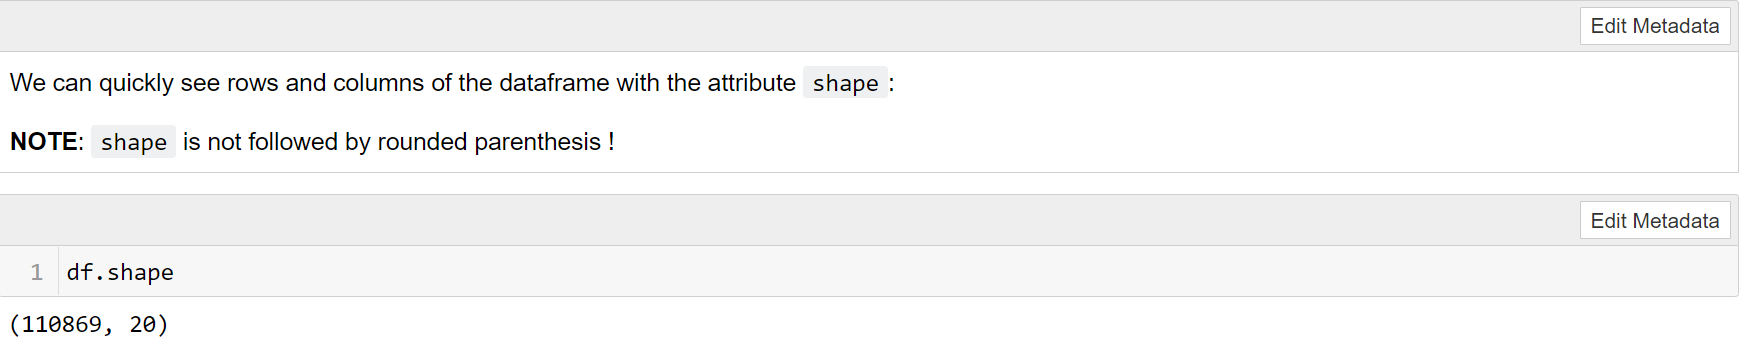 Edit Metadata
We can quickly see rows and columns of the dataframe with the attribute shape:
NOTE: shape is not followed by rounded parenthesis !
Edit Metadata
1 df.shape
(110869, 20)